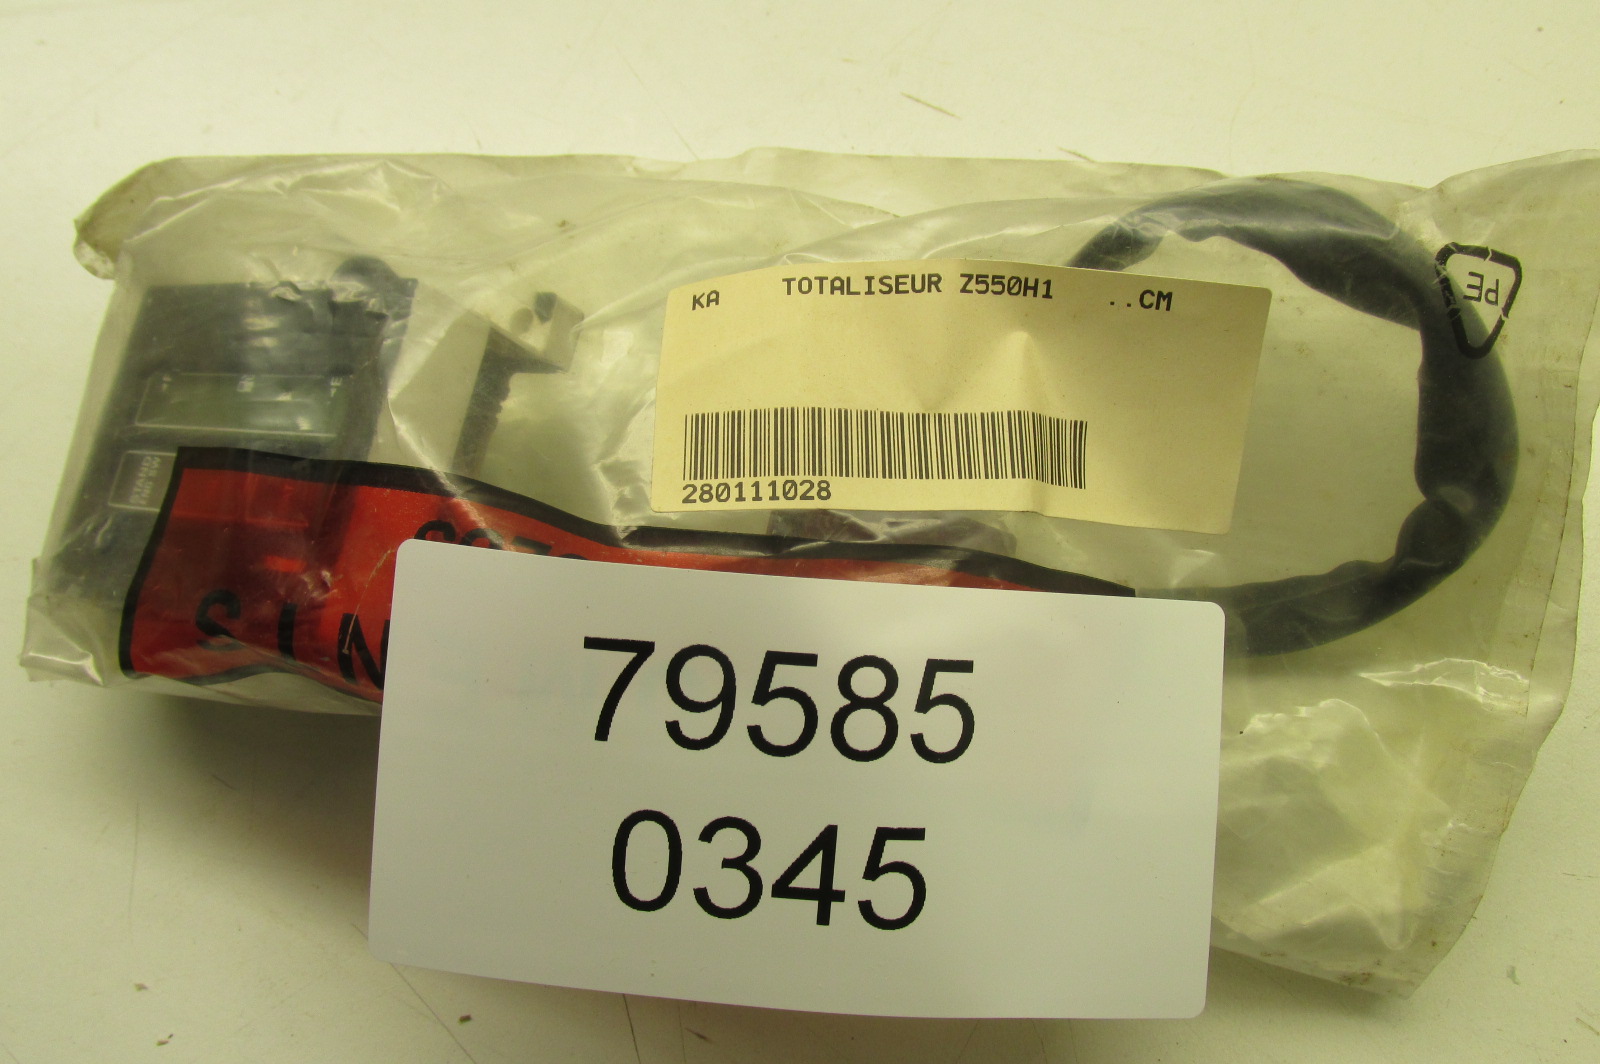 KA TOTALISEUR Z550H1 ..CM
280111028
PE
79585
0345